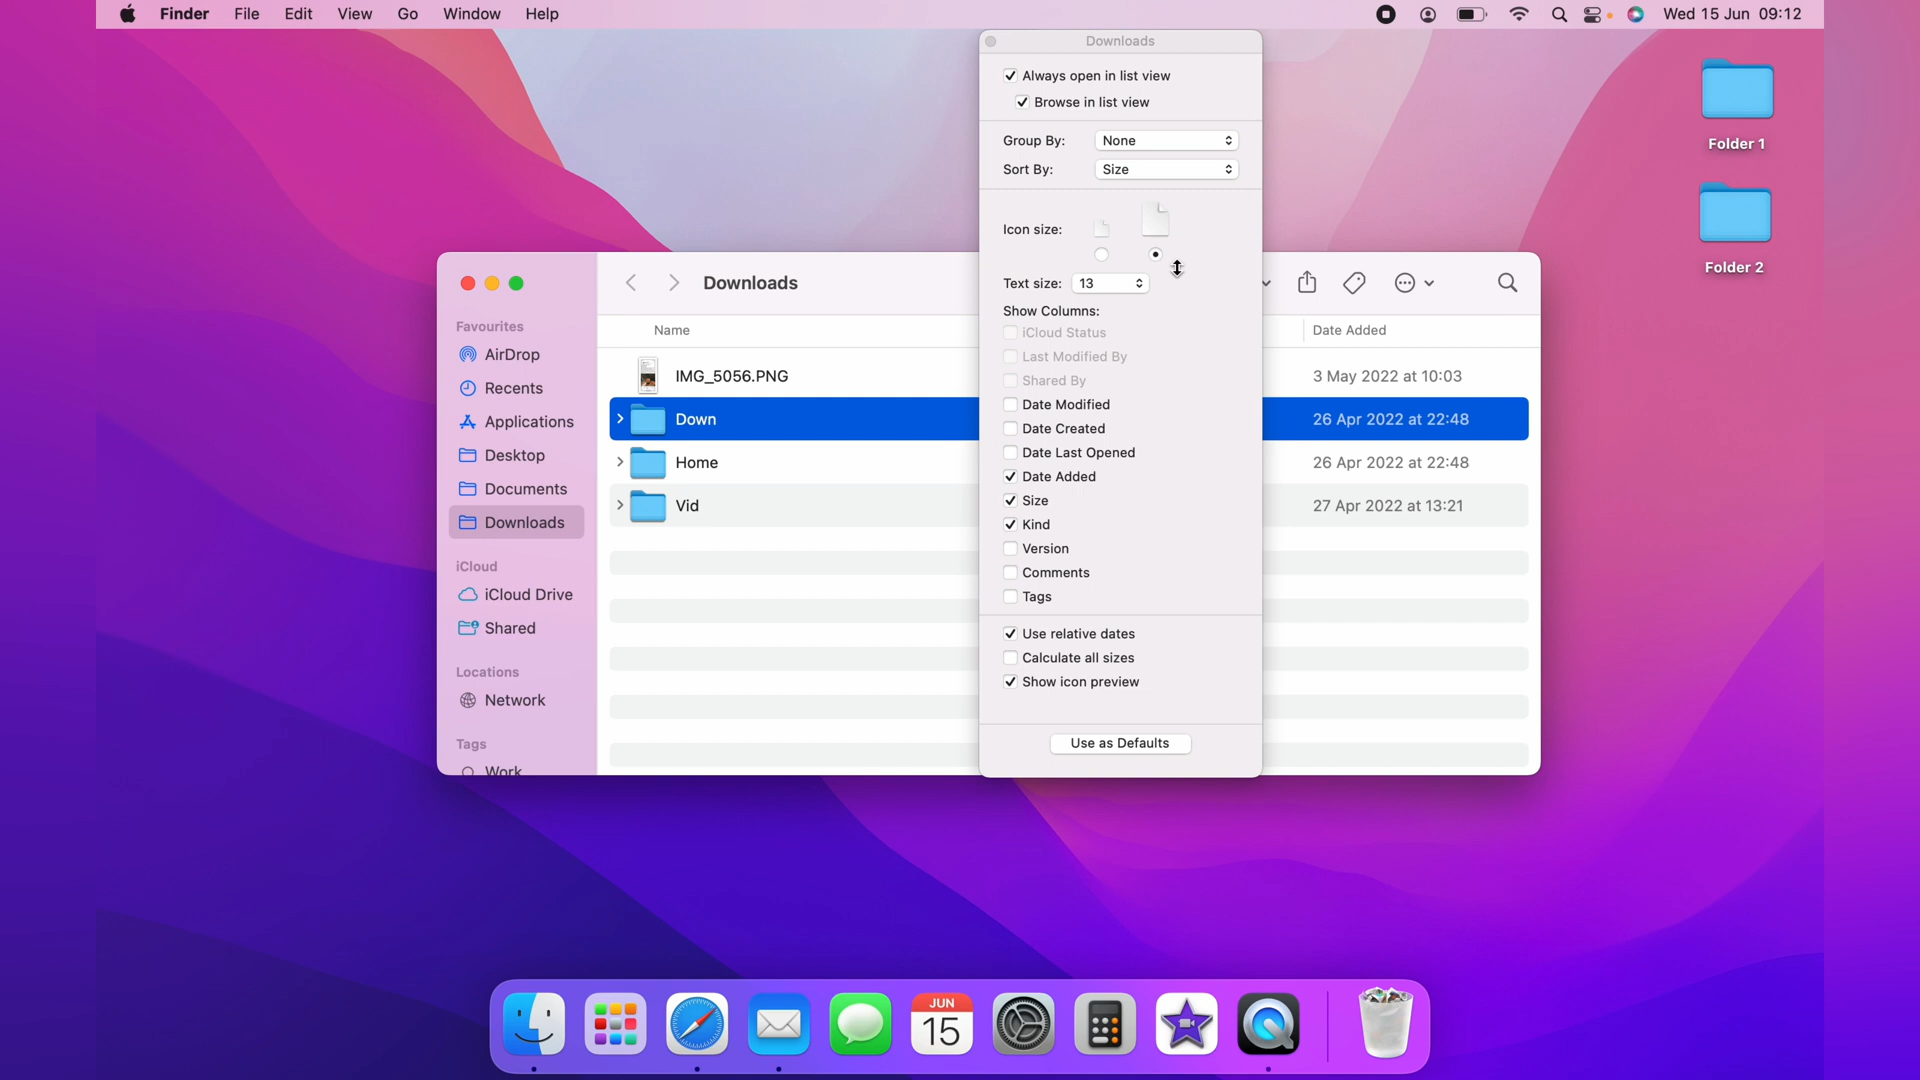 Finder File Edit View Go Window Help Wed 15 Jun 09:12
Downloads
Always open in list view
Browse in list view
Group By: None
Sort By: Size
Icon size:
Text size: 13
Show Columns:
iCloud Status
Last Modified By
Shared By
Date Modified
Date Created
Date Last Opened
Date Added
Size
Kind
Version
Comments
Tags
Use relative dates
Calculate all sizes
Show icon preview
Use as Defaults
Folder 1
Folder 2
Downloads
Favourites
AirDrop
Recents
Applications
Desktop
Documents
Downloads
iCloud
iCloud Drive
Shared
Locations
Network
Tags
Work
Name Date Added
IMG_5056.PNG 3 May 2022 at 10:03
Down 26 Apr 2022 at 22:48
Home 26 Apr 2022 at 22:48
Vid 27 Apr 2022 at 13:21
JUN
15